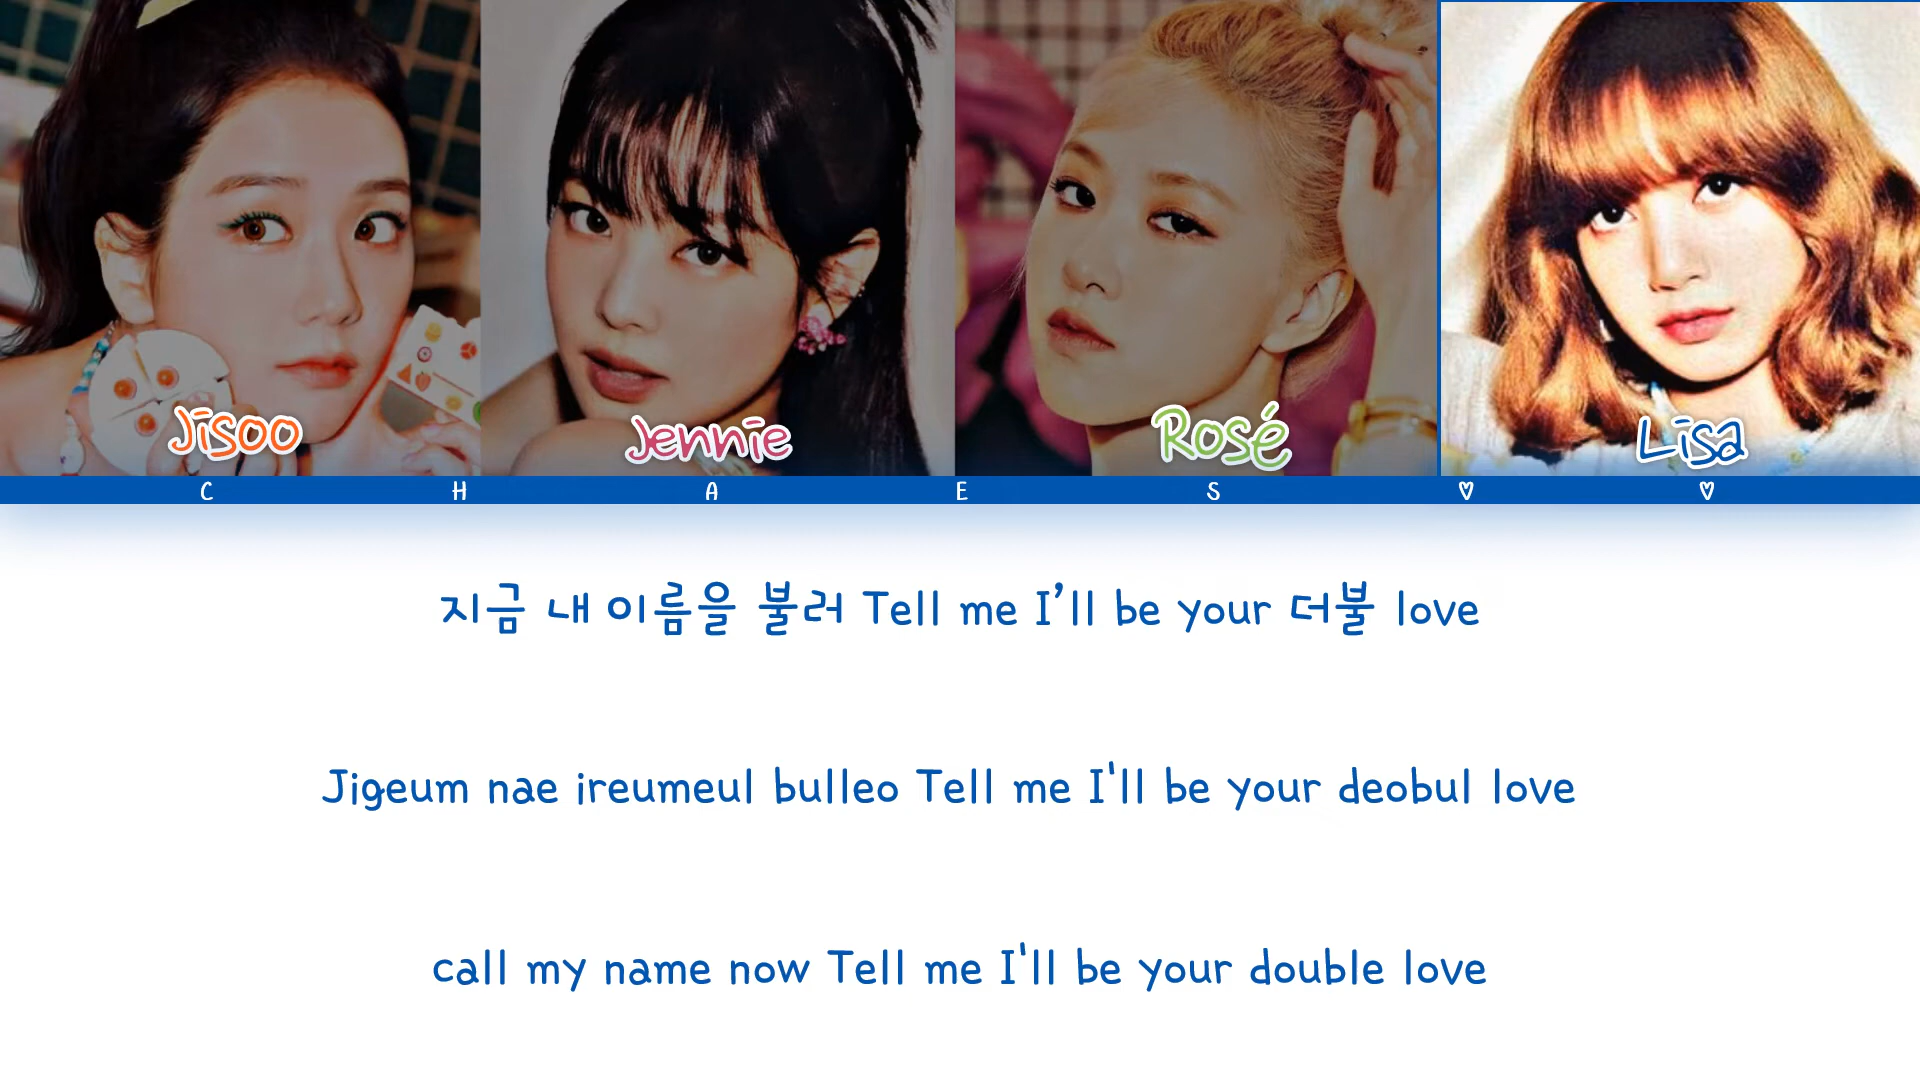 Jisoo
Jennie
Rosé
Lisa
C H A E S ♡ ♡
지금 내 이름을 불러 Tell me I’ll be your 더불 love
Jigeum nae ireumeul bulleo Tell me I'll be your deobul love
call my name now Tell me I'll be your double love